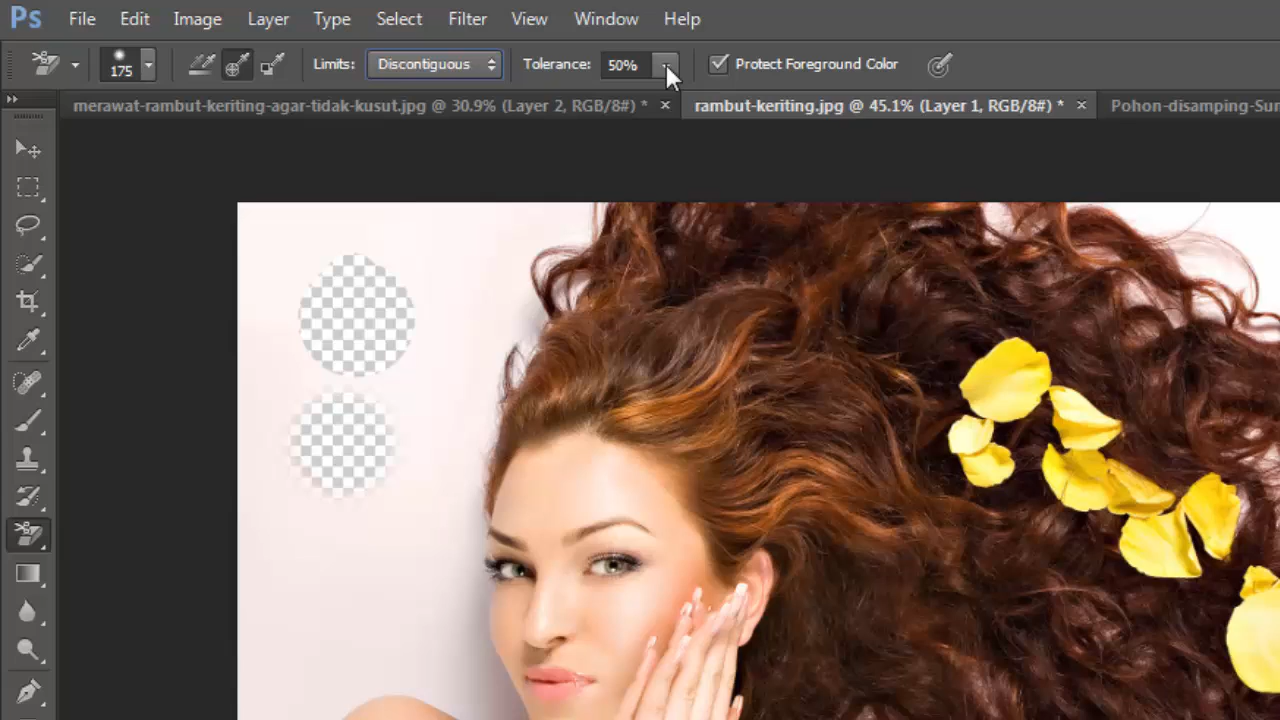 Ps File Edit Image Layer Type Select Filter View Window Help
175 Limits: Discontiguous Tolerance: 50% Protect Foreground Color
merawat-rambut-keriting-agar-tidak-kusut.jpg @ 30.9% (Layer 2, RGB/8#) * × rambut-keriting.jpg @ 45.1% (Layer 1, RGB/8#) * × Pohon-disamping-Sun